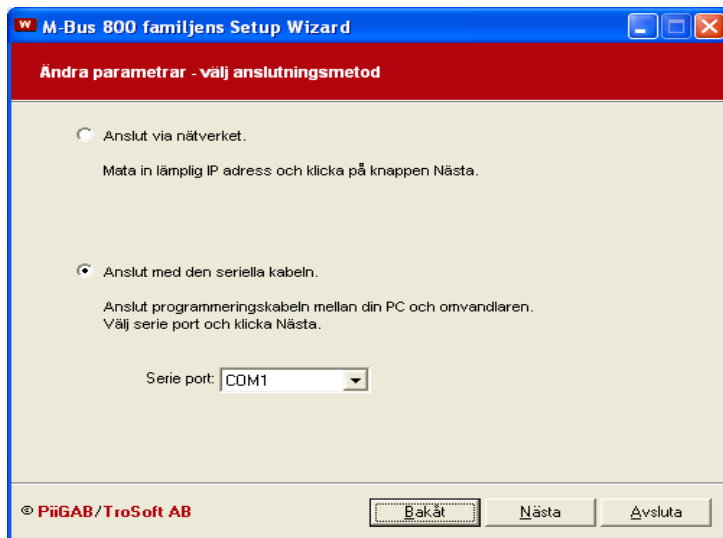 W M-Bus 800 familjens Setup Wizard
Ändra parametrar - välj anslutningsmetod
Anslut via nätverket.
Mata in lämplig IP adress och klicka på knappen Nästa.
Anslut med den seriella kabeln.
Anslut programmeringskabeln mellan din PC och omvandlaren.
Välj serie port och klicka Nästa.
Serie port: COM1
© PiiGAB/TroSoft AB Bakåt Nästa Avsluta